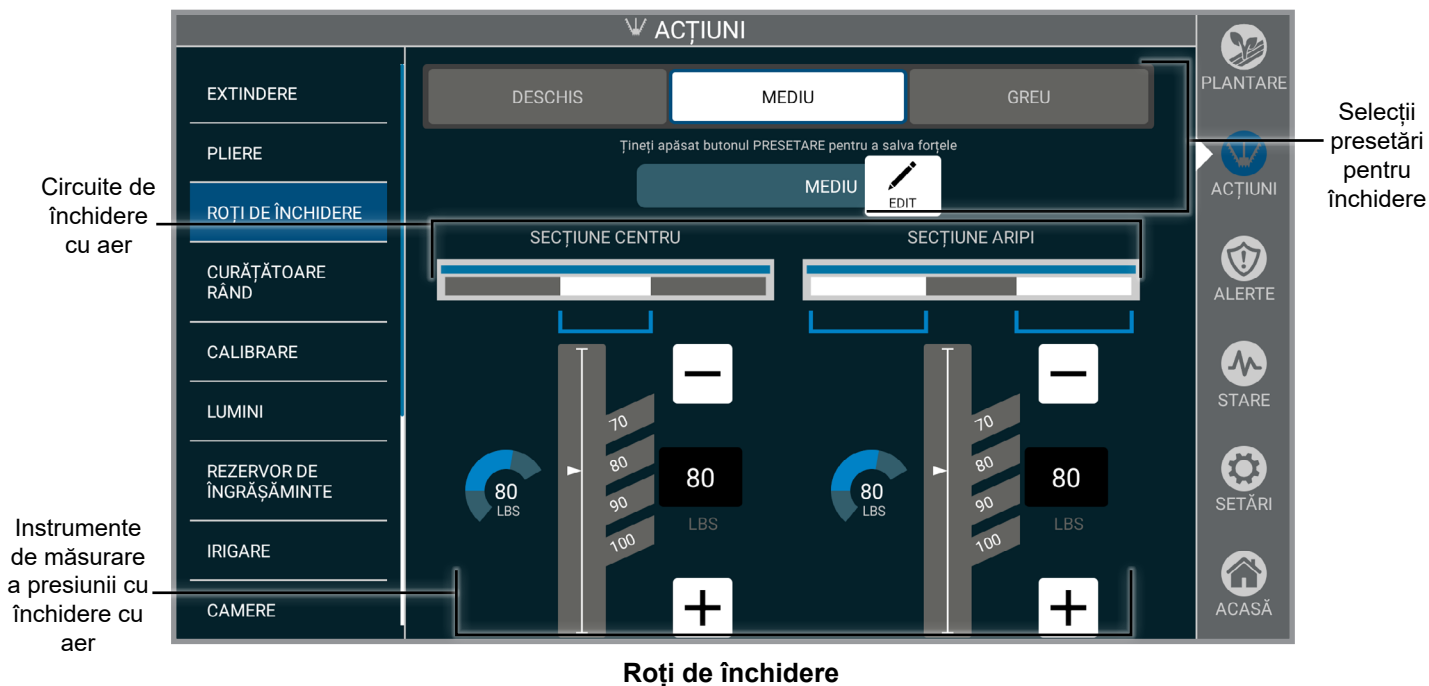 ACȚIUNI
EXTINDERE
PLIERE
ROȚI DE ÎNCHIDERE
CURĂȚĂTOARE
RÂND
CALIBRARE
LUMINI
REZERVOR DE
ÎNGRĂȘĂMINTE
IRIGARE
CAMERE
DESCHIS
MEDIU
GREU
Țineți apăsat butonul PRESETARE pentru a salva forțele
MEDIU
EDIT
SECȚIUNE CENTRU
SECȚIUNE ARIPI
70
80
90
100
80
LBS
80
LBS
70
80
90
100
80
LBS
80
LBS
PLANTARE
ACȚIUNI
ALERTE
STARE
SETĂRI
ACASĂ
Circuite de
închidere
cu aer
Instrumente
de măsurare
a presiunii cu
închidere cu
aer
Selecții
presetări
pentru
închidere
Roți de închidere